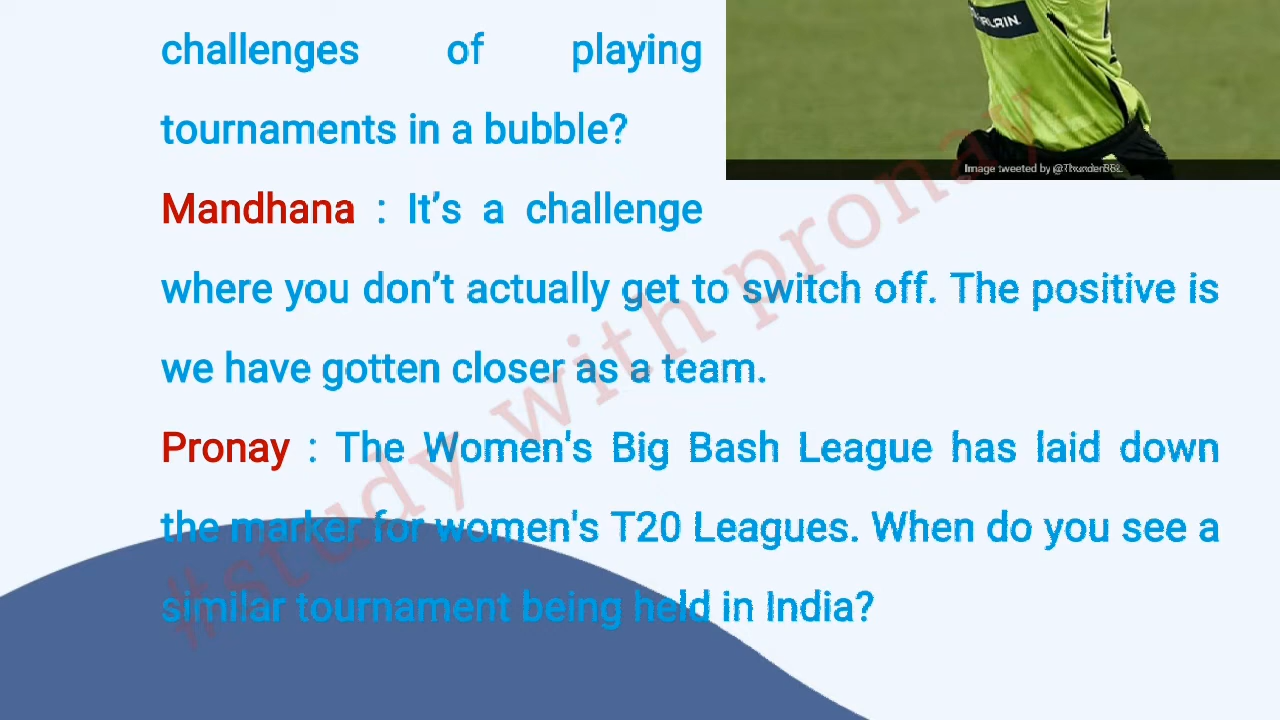 challenges of playing
tournaments in a bubble?
Mandhana : It's a challenge
where you don't actually get to switch off. The positive is
we have gotten closer as a team.
Pronay : The Women's Big Bash League has laid down
the marker for women's T20 Leagues. When do you see a
similar tournament being held in India?
Image tweeted by
#study with pronay